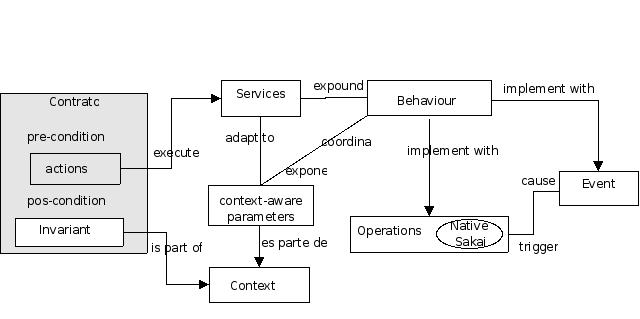 Contratc
pre-condition
actions
pos-condition
Invariant
execute
is part of
Services
adapt to
expound
coordina
expone
context-aware
parameters
es parte de
Context
Behaviour
implement with
implement with
Operations
Native
Sakai
cause
trigger
Event